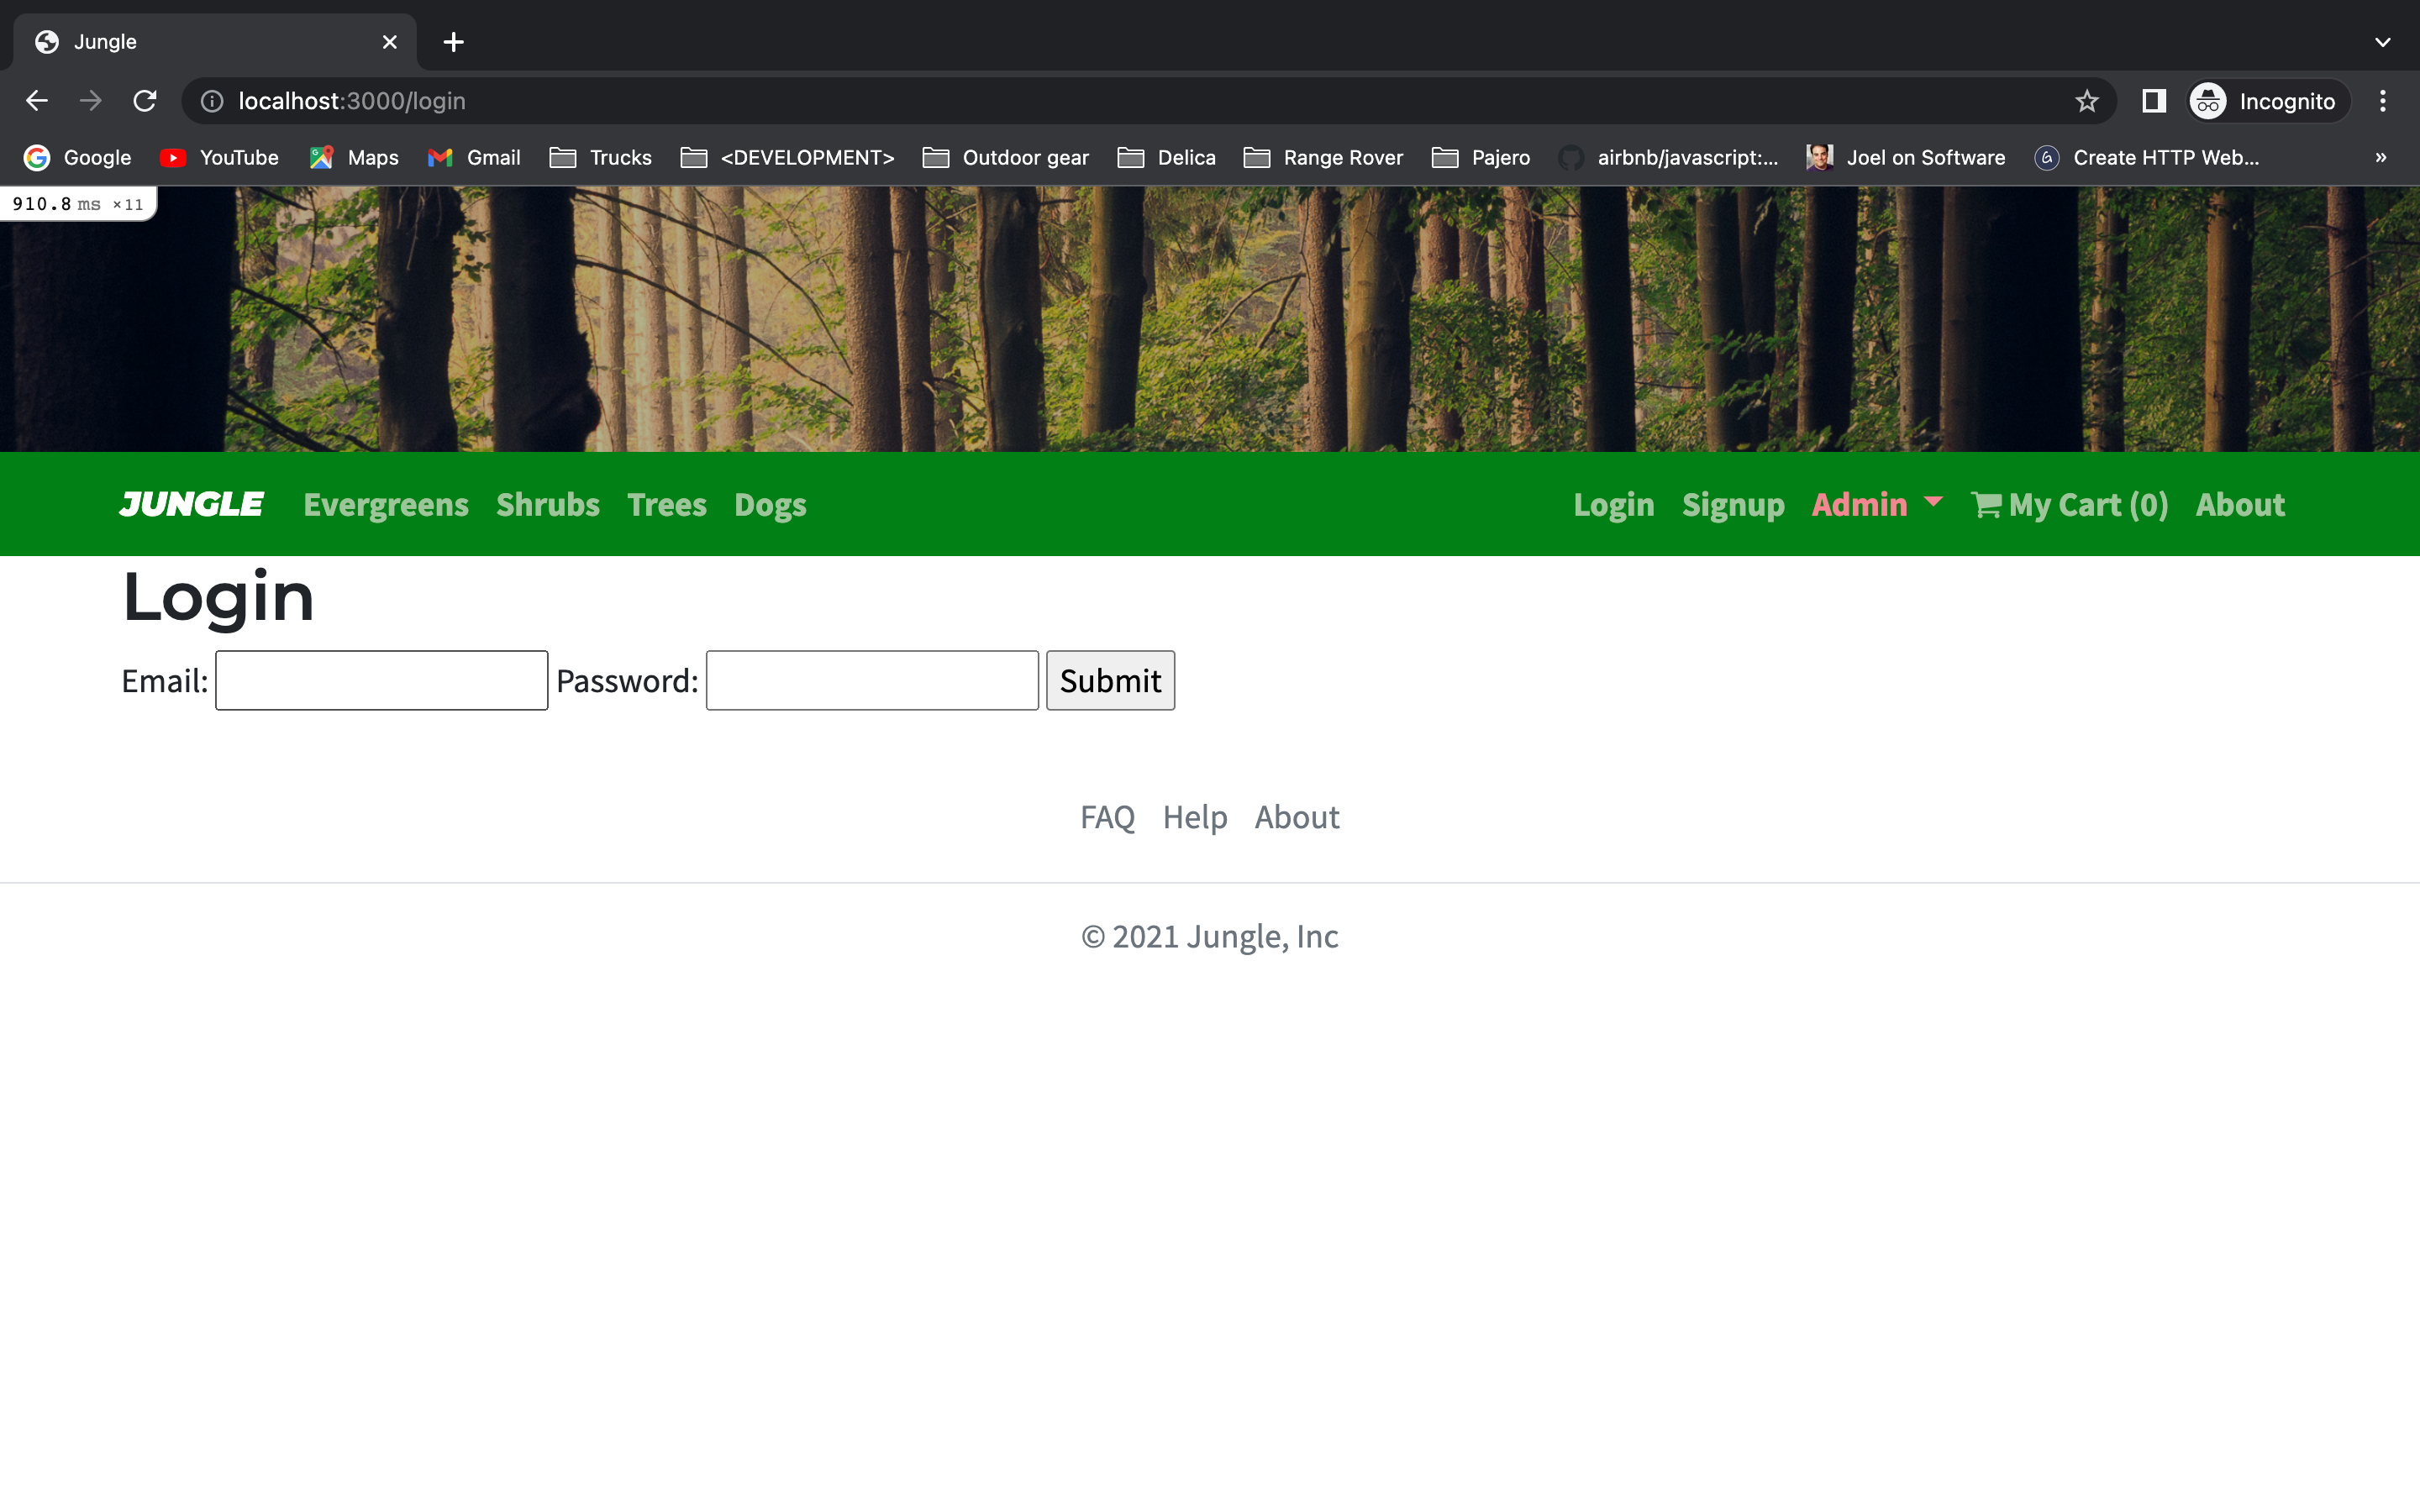 Jungle
localhost:3000/login
Incognito
Google YouTube Maps Gmail Trucks <DEVELOPMENT> Outdoor gear Delica Range Rover Pajero airbnb/javascript:... Joel on Software Create HTTP Web... »
910.8 ms ×11
JUNGLE Evergreens Shrubs Trees Dogs Login Signup Admin My Cart (0) About
Login
Email: Password: Submit
FAQ Help About
© 2021 Jungle, Inc